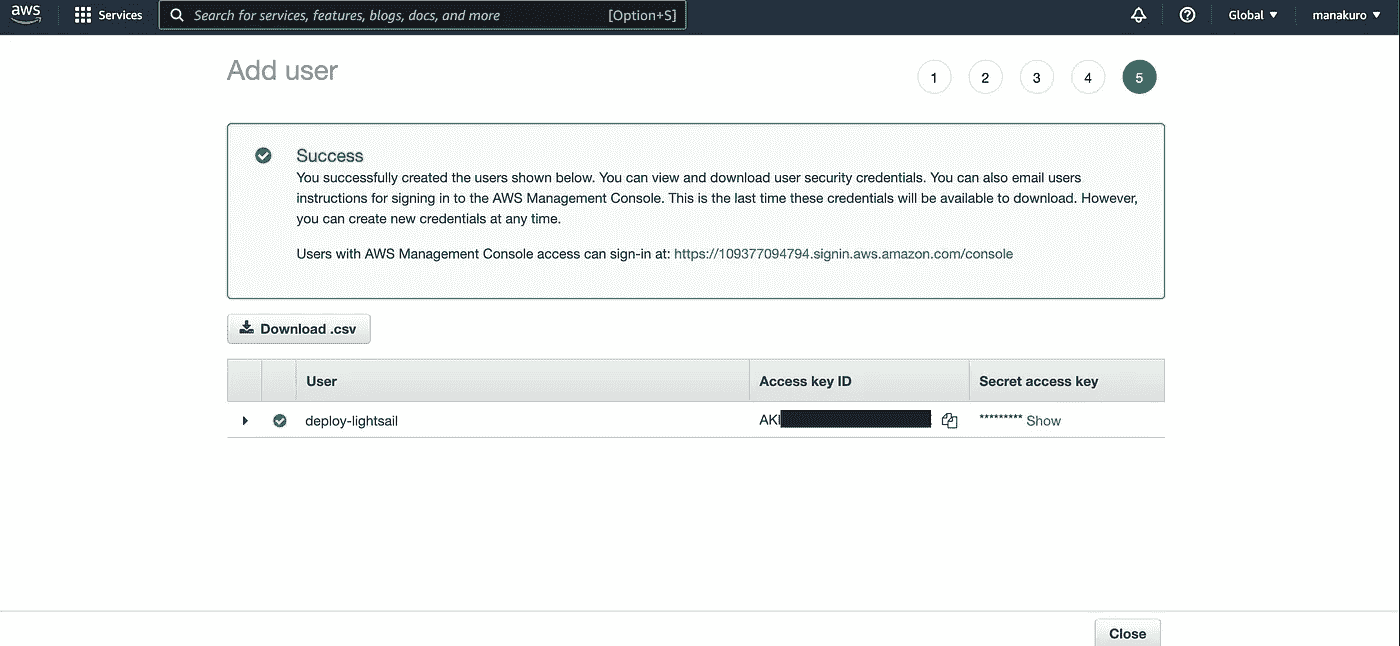 aws Services Search for services, features, blogs, docs, and more [Option+S] Global ▼ manakuro ▼
Add user
1 2 3 4 5
Success
You successfully created the users shown below. You can view and download user security credentials. You can also email users
instructions for signing in to the AWS Management Console. This is the last time these credentials will be available to download. However,
you can create new credentials at any time.
Users with AWS Management Console access can sign-in at: https://109377094794.signin.aws.amazon.com/console
Download .csv
User Access key ID Secret access key
deploy-lightsail AKI ********* Show
Close